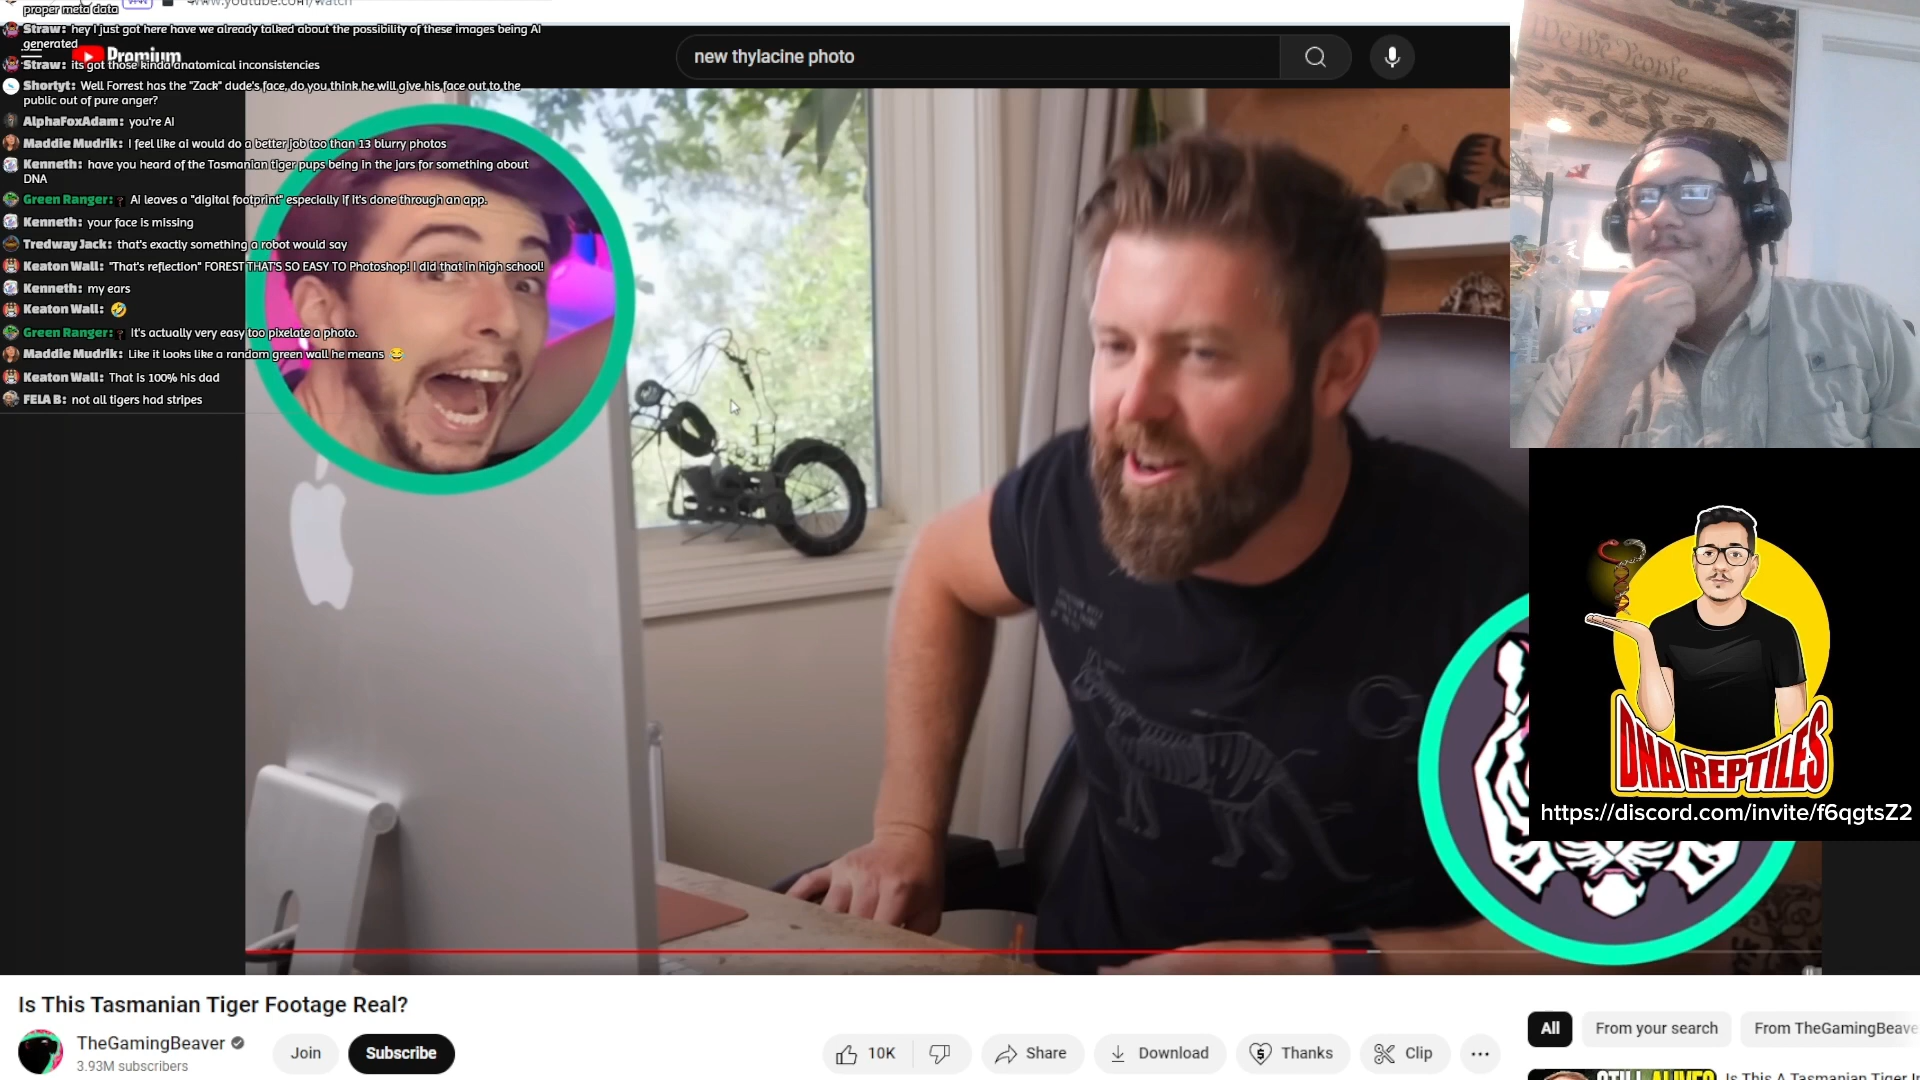 proper meta data
www.youtube.com/watch
Straw: hey I just got here have we already talked about the possibility of these images being AI
generated
Premium
new thylacine photo
We the People
Straw: its got those kinda anatomical inconsistencies
Shortyt: Well Forrest has the "Zack" dude's face, do you think he will give his face out to the
public out of pure anger?
AlphaFoxAdam: you're AI
Maddie Mudrik: I feel like ai would do a better job too than 13 blurry photos
Kenneth: have you heard of the Tasmanian tiger pups being in the jars for something about
DNA
Green Ranger: Ai leaves a "digital footprint" especially if it's done through an app.
Kenneth: your face is missing
Tredway Jack: that's exactly something a robot would say
Keaton Wall: "That's reflection" FOREST THAT'S SO EASY TO Photoshop! I did that in high school!
Kenneth: my ears
Keaton Wall: 🤣
Green Ranger: It's actually very easy too pixelate a photo.
Maddie Mudrik: Like it looks like a random green wall he means 😂
Keaton Wall: That is 100% his dad
FELA B: not all tigers had stripes
DNA REPTILES
https://discord.com/invite/f6qgtsZ2
Is This Tasmanian Tiger Footage Real?
TheGamingBeaver
3.93M subscribers
Join
Subscribe
10K
Share
Download
Thanks
Clip
All
From your search
From TheGamingBeave
STILL ALIVE?
Is This A Tasmanian Tiger I